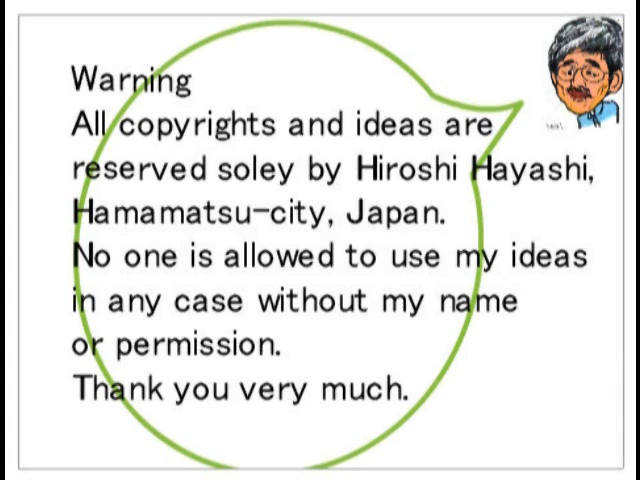 Warning
All copyrights and ideas are
reserved soley by Hiroshi Hayashi,
Hamamatsu-city, Japan.
No one is allowed to use my ideas
in any case without my name
or permission.
Thank you very much.